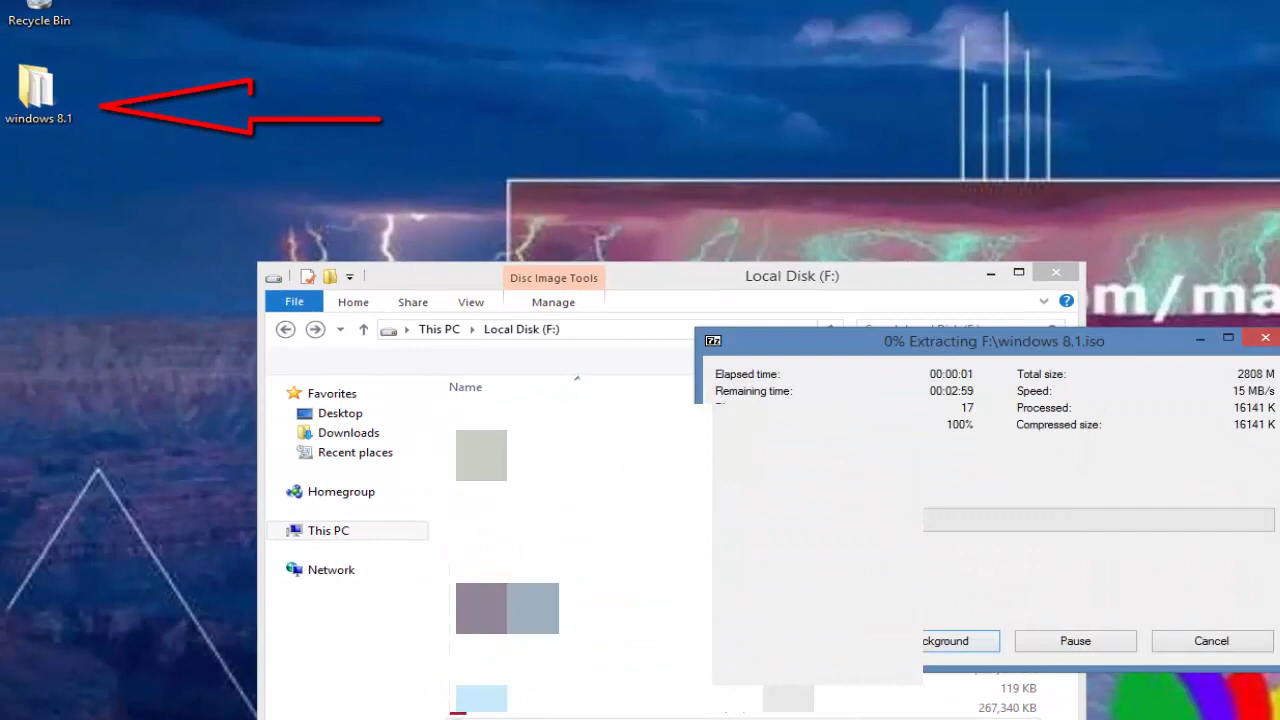 Recycle Bin
windows 8.1
om/ma
Disc Image Tools
Local Disk (F:)
File
Home
Share
View
Manage
This PC
Local Disk (F:)
Name
Favorites
Desktop
Downloads
Recent places
Homegroup
This PC
Network
0% Extracting F:\windows 8.1.iso
Elapsed time: 00:00:01 Total size: 2808 M
Remaining time: 00:02:59 Speed: 15 MB/s
17 Processed: 16141 K
100% Compressed size: 16141 K
ckground
Pause
Cancel
119 KB
267,340 KB